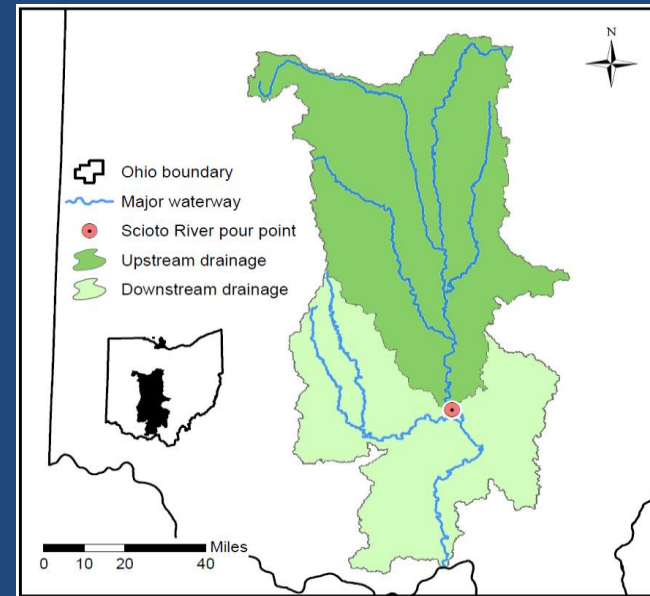 N
Ohio boundary
Major waterway
Scioto River pour point
Upstream drainage
Downstream drainage
Miles
0 10 20 40